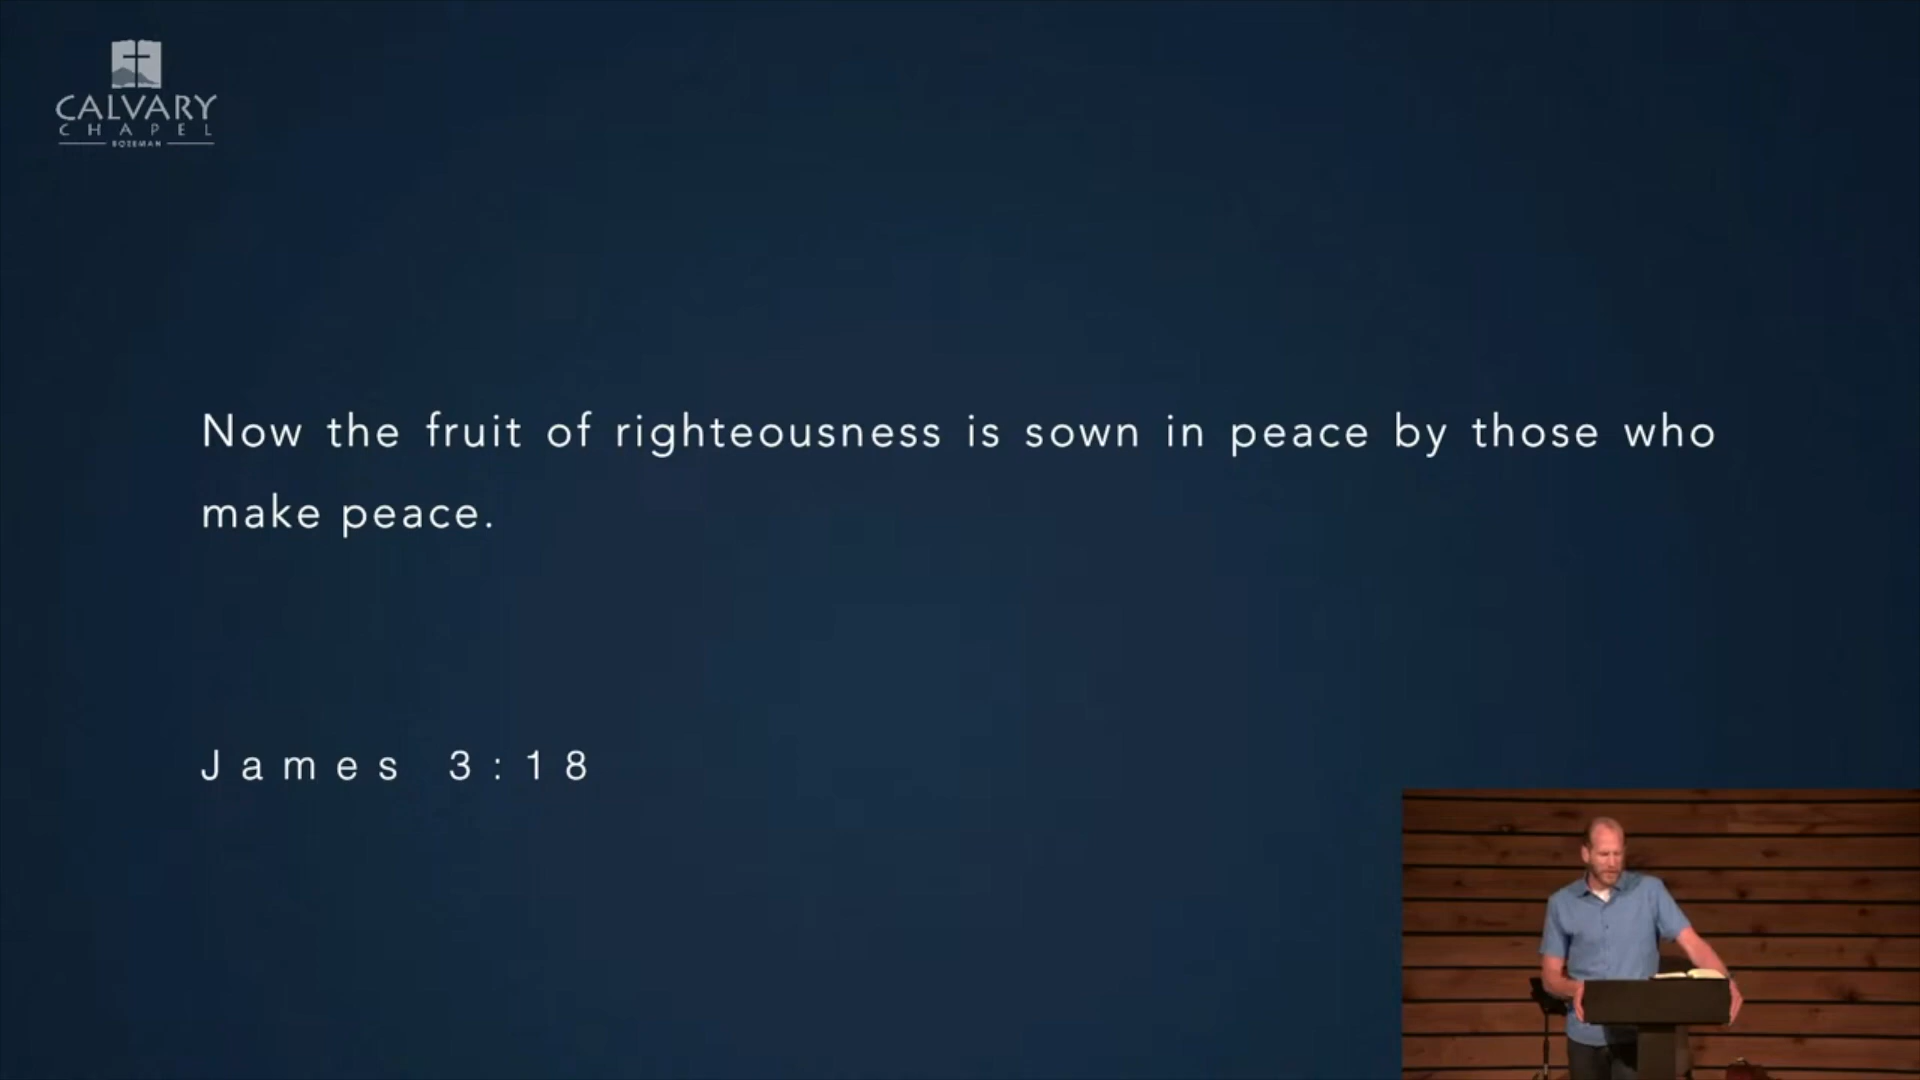 CALVARY
CHAPEL
BOZEMAN
Now the fruit of righteousness is sown in peace by those who
make peace.
James 3:18